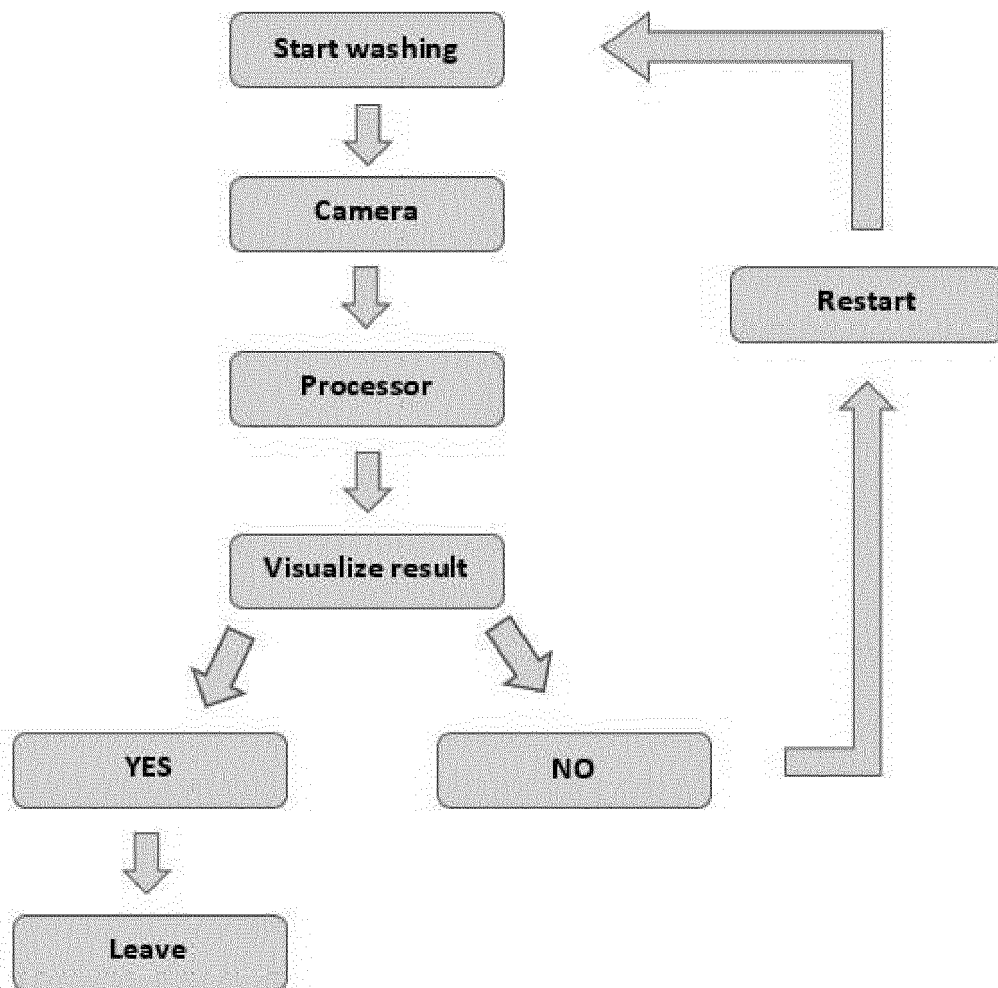 Start washing
Camera
Restart
Processor
Visualize result
YES
NO
Leave